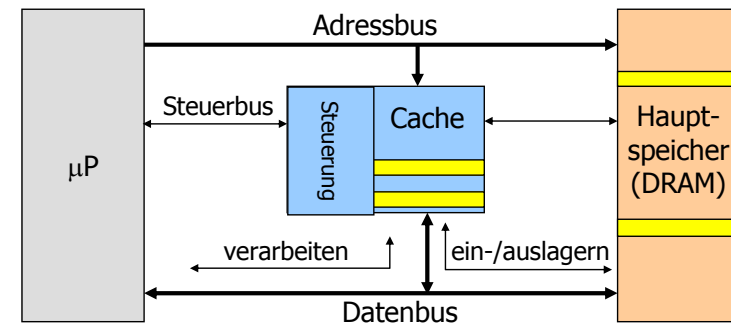 Adressbus
Steuerbus
Steuerung
Cache
μP
Haupt-
speicher
(DRAM)
verarbeiten
ein-/auslagern
Datenbus